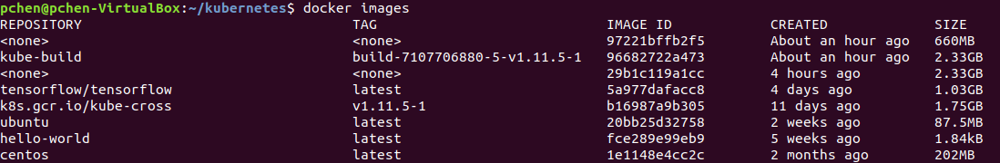 pchen@pchen-VirtualBox:~/kubernetes$ docker images
REPOSITORY TAG IMAGE ID CREATED SIZE
<none> <none> 97221bffb2f5 About an hour ago 660MB
kube-build build-7107706880-5-v1.11.5-1 96682722a473 About an hour ago 2.33GB
<none> <none> 29b1c119a1cc 4 hours ago 2.33GB
tensorflow/tensorflow latest 5a977dafacc8 4 days ago 1.03GB
k8s.gcr.io/kube-cross v1.11.5-1 b16987a9b305 11 days ago 1.75GB
ubuntu latest 20bb25d32758 2 weeks ago 87.5MB
hello-world latest fce289e99eb9 5 weeks ago 1.84kB
centos latest 1e1148e4cc2c 2 months ago 202MB